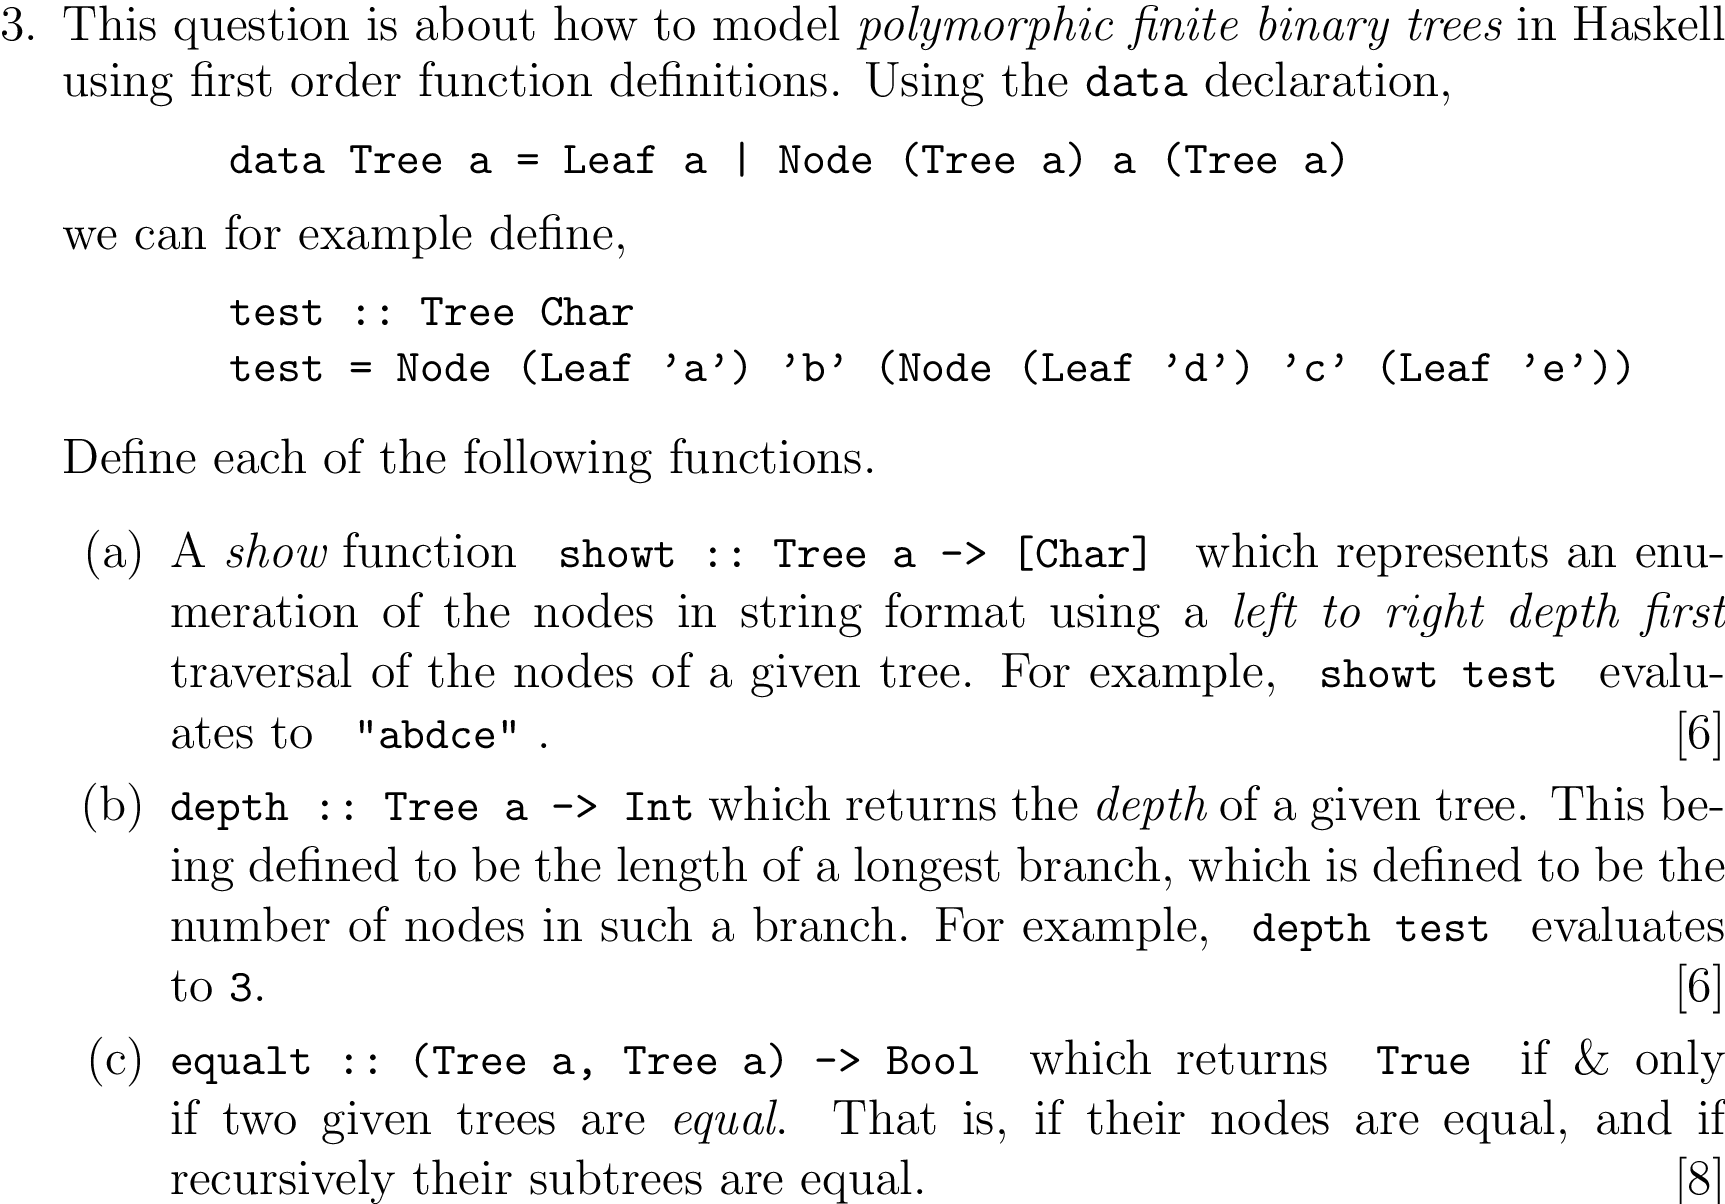 3. This question is about how to model polymorphic finite binary trees in Haskell
using first order function definitions. Using the data declaration,
data Tree a = Leaf a | Node (Tree a) a (Tree a)
we can for example define,
test :: Tree Char
test = Node (Leaf ’a’) ’b’ (Node (Leaf ’d’) ’c’ (Leaf ’e’))
Define each of the following functions.
(a) A show function showt :: Tree a -> [Char] which represents an enu-
meration of the nodes in string format using a left to right depth first
traversal of the nodes of a given tree. For example, showt test evalu-
ates to "abdce" . [6]
(b) depth :: Tree a -> Int which returns the depth of a given tree. This be-
ing defined to be the length of a longest branch, which is defined to be the
number of nodes in such a branch. For example, depth test evaluates
to 3. [6]
(c) equalt :: (Tree a, Tree a) -> Bool which returns True if & only
if two given trees are equal. That is, if their nodes are equal, and if
recursively their subtrees are equal. [8]